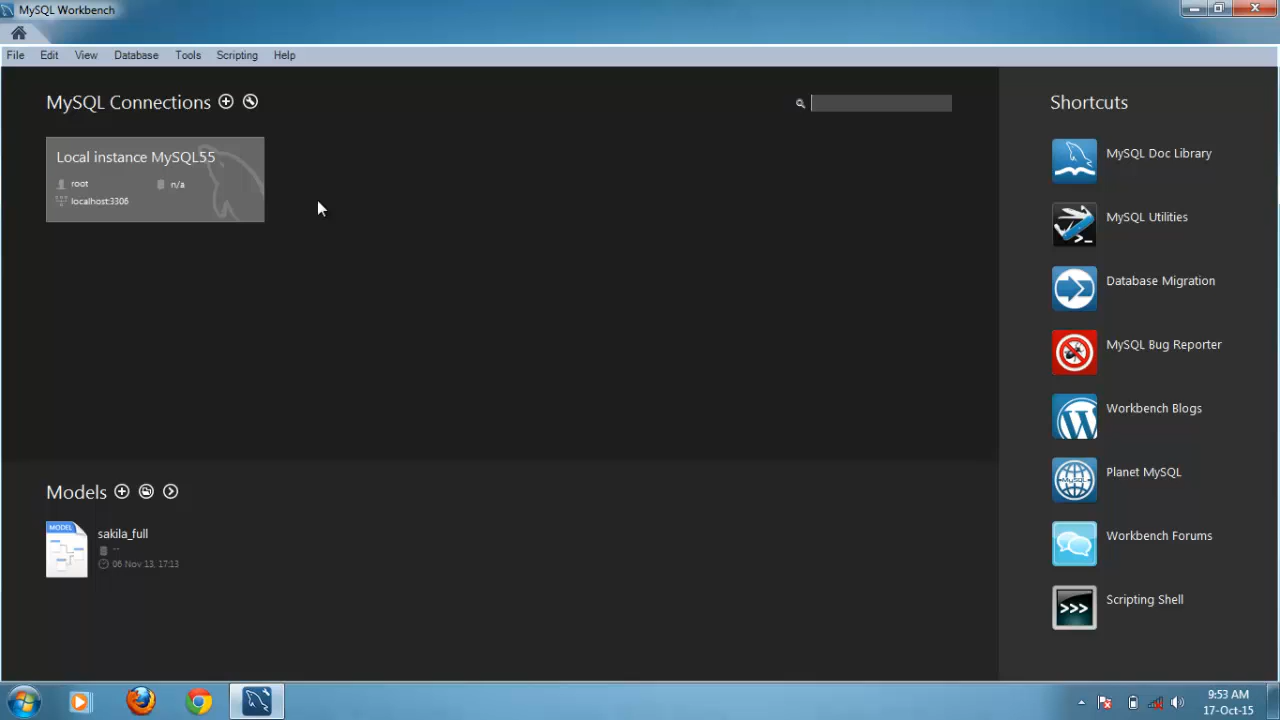 MySQL Workbench
File Edit View Database Tools Scripting Help
MySQL Connections
Local instance MySQL55
root n/a
localhost:3306
Shortcuts
MySQL Doc Library
MySQL Utilities
Database Migration
MySQL Bug Reporter
Workbench Blogs
Planet MySQL
Workbench Forums
Scripting Shell
Models
MODEL
sakila_full
--
06 Nov 13, 17:13
9:53 AM
17-Oct-15